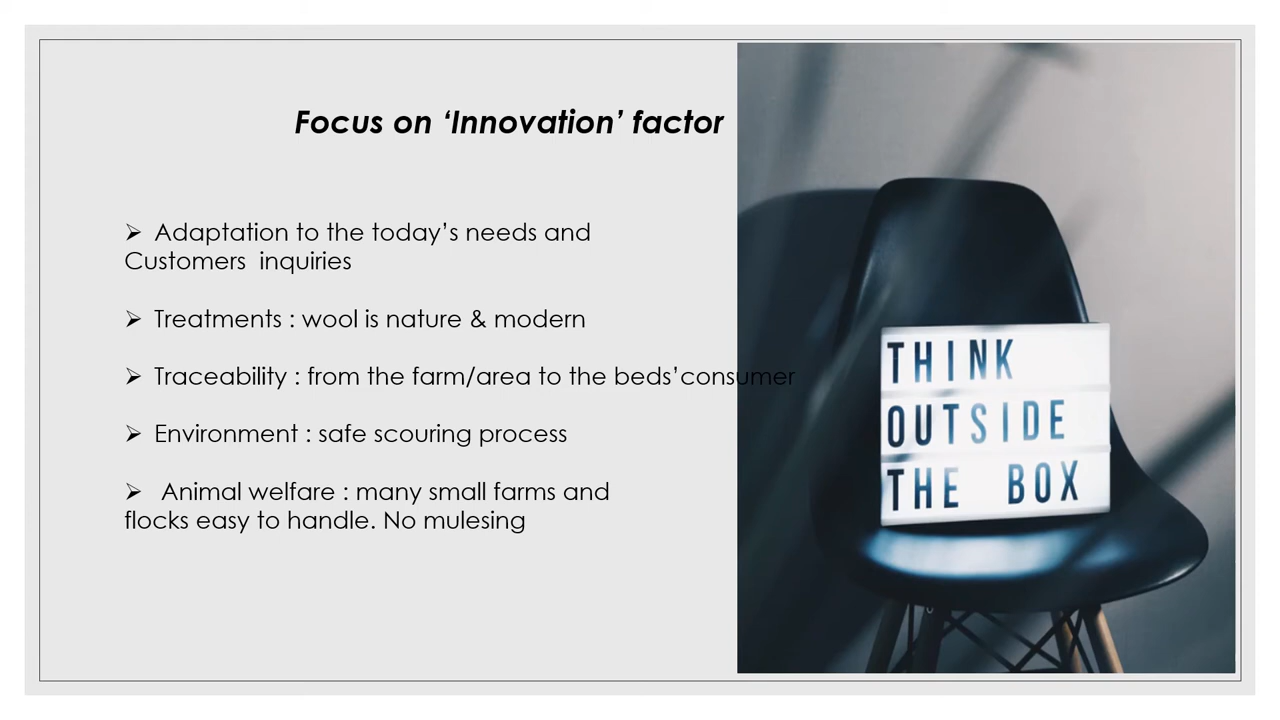 Focus on ‘Innovation’ factor
➢ Adaptation to the today’s needs and
Customers  inquiries
➢ Treatments : wool is nature & modern
➢ Traceability : from the farm/area to the beds’consumer
➢ Environment : safe scouring process
➢  Animal welfare : many small farms and
flocks easy to handle. No mulesing
THINK
OUTSIDE
THE BOX